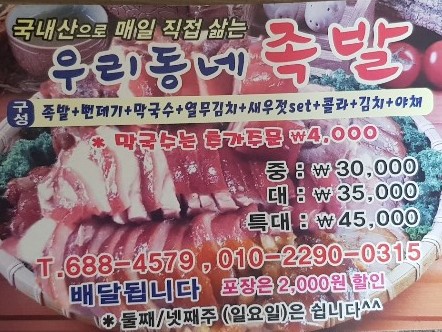 국내산으로 매일 직접 삶는
우리동네 족발
구성 족발+뻔데기+막국수+열무김치+새우젓set+콜라+김치+야채
* 막국수는 추가주문 ₩4,000
중 : ₩30,000
대 : ₩35,000
특대 : ₩45,000
T.688-4579, 010-2290-0315
배달됩니다 포장은 2,000원 할인
* 둘째/넷째주 (일요일)은 쉽니다^^